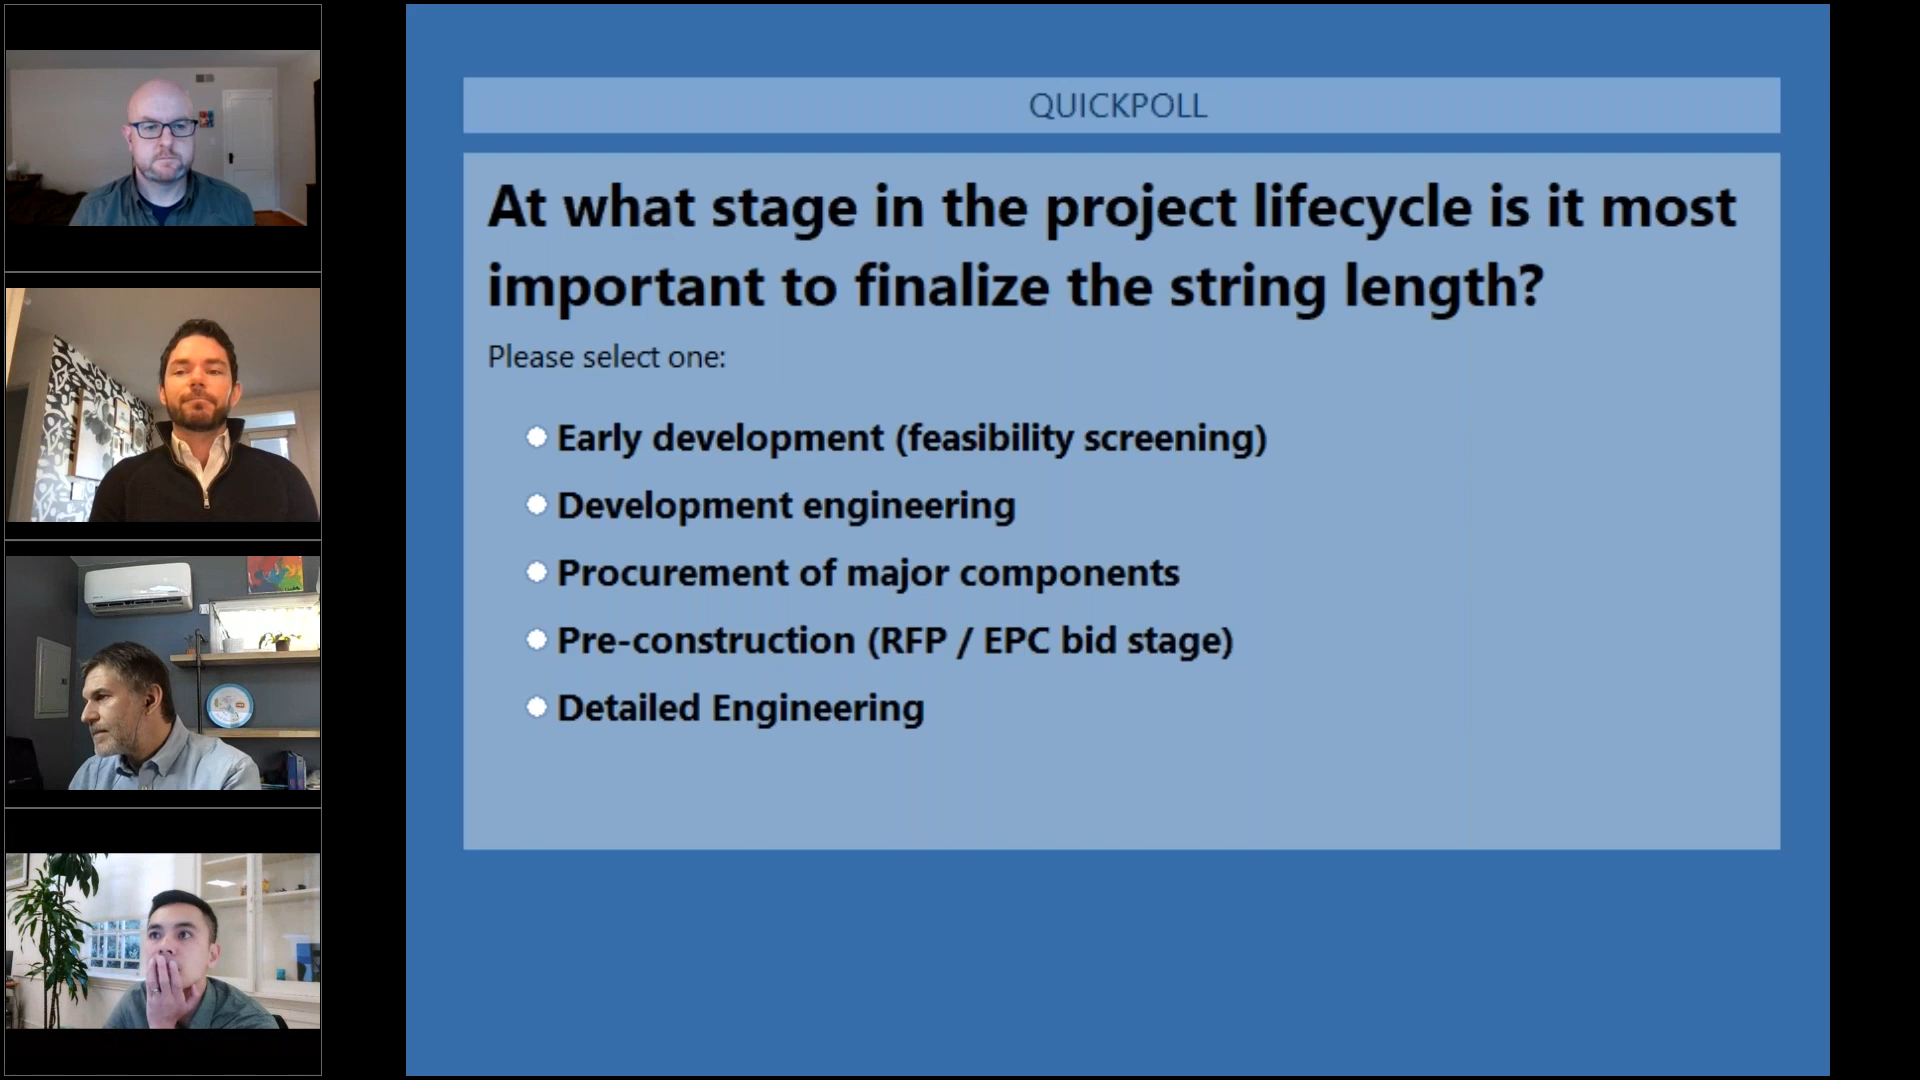 QUICKPOLL
At what stage in the project lifecycle is it most
important to finalize the string length?
Please select one:
Early development (feasibility screening)
Development engineering
Procurement of major components
Pre-construction (RFP / EPC bid stage)
Detailed Engineering